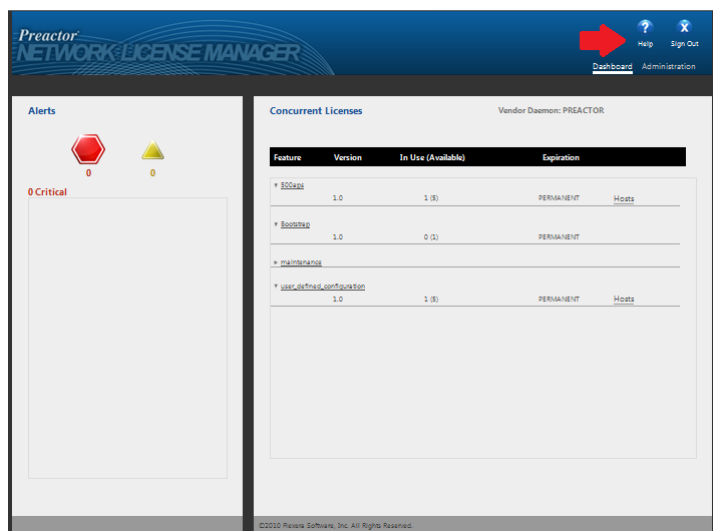 Preactor
NETWORK LICENSE MANAGER
Help Sign Out
Dashboard Administration
Alerts
0 0
0 Critical
Concurrent Licenses Vendor Daemon: PREACTOR
Feature Version In Use (Available) Expiration
500aps
1.0 1 (5) PERMANENT Hosts
Bootstrap
1.0 0 (1) PERMANENT
maintenance
user_defined_configuration
1.0 1 (5) PERMANENT Hosts
©2010 Flexera Software, Inc. All Rights Reserved.